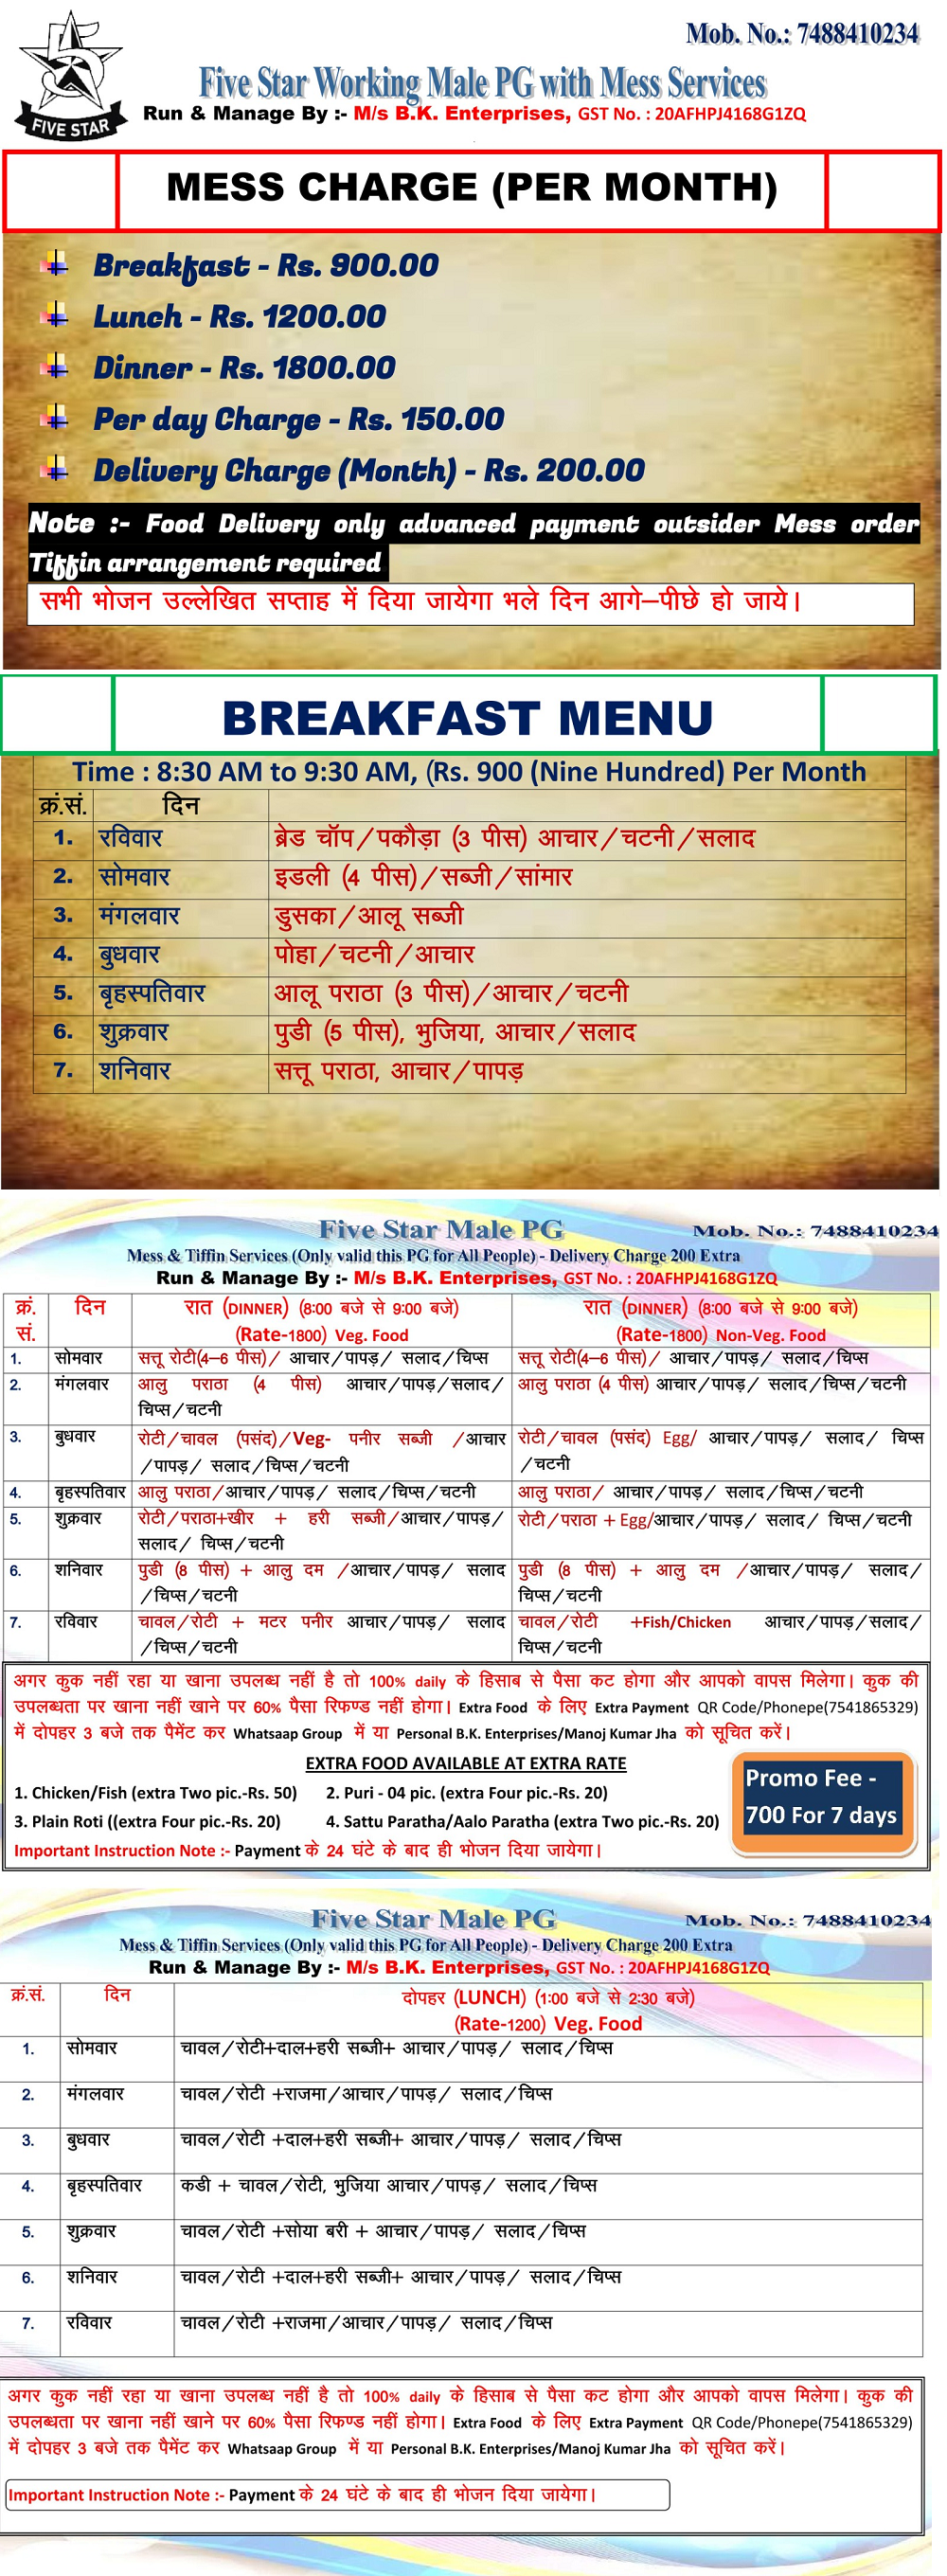 Mob. No.: 7488410234
Five Star Working Male PG with Mess Services
FIVE STAR
Run & Manage By :- M/s B.K. Enterprises, GST No. : 20AFHPJ4168G1ZQ
MESS CHARGE (PER MONTH)
Breakfast - Rs. 900.00
Lunch - Rs. 1200.00
Dinner - Rs. 1800.00
Per day Charge - Rs. 150.00
Delivery Charge (Month) - Rs. 200.00
Note :- Food Delivery only advanced payment outsider Mess order
Tiffin arrangement required
सभी भोजन उल्लेखित सप्ताह में दिया जायेगा भले दिन आगे–पीछे हो जाये।
BREAKFAST MENU
Time : 8:30 AM to 9:30 AM, (Rs. 900 (Nine Hundred) Per Month
क्रं.सं. दिन
1. रविवार ब्रेड चॉप/पकौड़ा (3 पीस) आचार/चटनी/सलाद
2. सोमवार इडली (4 पीस)/सब्जी/सांमार
3. मंगलवार डुसका/आलू सब्जी
4. बुधवार पोहा/चटनी/आचार
5. बृहस्पतिवार आलू पराठा (3 पीस)/आचार/चटनी
6. शुक्रवार पुडी (5 पीस), भुजिया, आचार/सलाद
7. शनिवार सत्तू पराठा, आचार/पापड़
Five Star Male PG Mob. No.: 7488410234
Mess & Tiffin Services (Only valid this PG for All People) - Delivery Charge 200 Extra
Run & Manage By :- M/s B.K. Enterprises, GST No. : 20AFHPJ4168G1ZQ
क्रं. दिन रात (DINNER) (8:00 बजे से 9:00 बजे) रात (DINNER) (8:00 बजे से 9:00 बजे)
सं. (Rate-1800) Veg. Food (Rate-1800) Non-Veg. Food
1. सोमवार सत्तू रोटी(4–6 पीस)/ आचार/पापड़/ सलाद/चिप्स सत्तू रोटी(4–6 पीस)/ आचार/पापड़/ सलाद/चिप्स
2. मंगलवार आलु पराठा (4 पीस) आचार/पापड़/सलाद/ आलु पराठा (4 पीस) आचार/पापड़/ सलाद/चिप्स/चटनी
चिप्स/चटनी
3. बुधवार रोटी/चावल (पसंद)/Veg- पनीर सब्जी /आचार रोटी/चावल (पसंद) Egg/ आचार/पापड़/ सलाद/ चिप्स
/पापड़/ सलाद/चिप्स/चटनी /चटनी
4. बृहस्पतिवार आलु पराठा/आचार/पापड़/ सलाद/चिप्स/चटनी आलु पराठा/ आचार/पापड़/ सलाद/चिप्स/चटनी
5. शुक्रवार रोटी/पराठा+खीर + हरी सब्जी/आचार/पापड़/ रोटी/पराठा + Egg/आचार/पापड़/ सलाद/ चिप्स/चटनी
सलाद/ चिप्स/चटनी
6. शनिवार पुडी (8 पीस) + आलु दम /आचार/पापड़/ सलाद पुडी (8 पीस) + आलु दम /आचार/पापड़/ सलाद/
/चिप्स/चटनी चिप्स/चटनी
7. रविवार चावल/रोटी + मटर पनीर आचार/पापड़/ सलाद चावल/रोटी +Fish/Chicken आचार/पापड़/सलाद/
/चिप्स/चटनी चिप्स/चटनी
अगर कुक नहीं रहा या खाना उपलब्ध नहीं है तो 100% daily के हिसाब से पैसा कट होगा और आपको वापस मिलेगा। कुक की
उपलब्धता पर खाना नहीं खाने पर 60% पैसा रिफण्ड नहीं होगा। Extra Food के लिए Extra Payment QR Code/Phonepe(7541865329)
में दोपहर 3 बजे तक पैमेंट कर Whatsaap Group में या Personal B.K. Enterprises/Manoj Kumar Jha को सूचित करें।
EXTRA FOOD AVAILABLE AT EXTRA RATE
1. Chicken/Fish (extra Two pic.-Rs. 50) 2. Puri - 04 pic. (extra Four pic.-Rs. 20)
3. Plain Roti ((extra Four pic.-Rs. 20) 4. Sattu Paratha/Aalo Paratha (extra Two pic.-Rs. 20)
Promo Fee -
700 For 7 days
Important Instruction Note :- Payment के 24 घंटे के बाद ही भोजन दिया जायेगा।
Five Star Male PG Mob. No.: 7488410234
Mess & Tiffin Services (Only valid this PG for All People) - Delivery Charge 200 Extra
Run & Manage By :- M/s B.K. Enterprises, GST No. : 20AFHPJ4168G1ZQ
क्रं.सं. दिन दोपहर (LUNCH) (1:00 बजे से 2:30 बजे)
(Rate-1200) Veg. Food
1. सोमवार चावल/रोटी+दाल+हरी सब्जी+ आचार/पापड़/ सलाद/चिप्स
2. मंगलवार चावल/रोटी +राजमा/आचार/पापड़/ सलाद/चिप्स
3. बुधवार चावल/रोटी +दाल+हरी सब्जी+ आचार/पापड़/ सलाद/चिप्स
4. बृहस्पतिवार कडी + चावल/रोटी, भुजिया आचार/पापड़/ सलाद/चिप्स
5. शुक्रवार चावल/रोटी +सोया बरी + आचार/पापड़/ सलाद/चिप्स
6. शनिवार चावल/रोटी +दाल+हरी सब्जी+ आचार/पापड़/ सलाद/चिप्स
7. रविवार चावल/रोटी +राजमा/आचार/पापड़/ सलाद/चिप्स
अगर कुक नहीं रहा या खाना उपलब्ध नहीं है तो 100% daily के हिसाब से पैसा कट होगा और आपको वापस मिलेगा। कुक की
उपलब्धता पर खाना नहीं खाने पर 60% पैसा रिफण्ड नहीं होगा। Extra Food के लिए Extra Payment QR Code/Phonepe(7541865329)
में दोपहर 3 बजे तक पैमेंट कर Whatsaap Group में या Personal B.K. Enterprises/Manoj Kumar Jha को सूचित करें।
Important Instruction Note :- Payment के 24 घंटे के बाद ही भोजन दिया जायेगा।